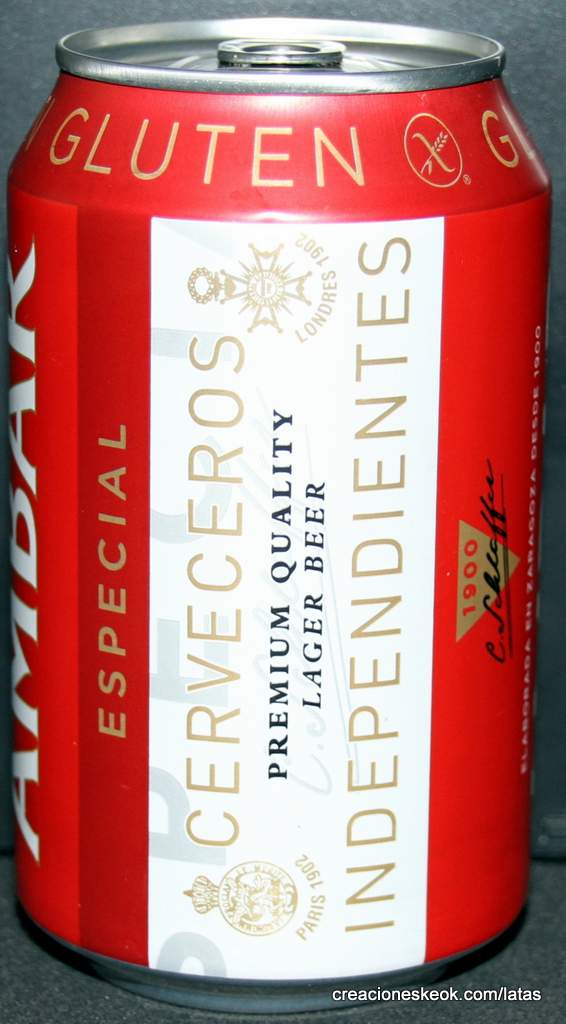 GLUTEN
AMBAR
ESPECIAL
CERVECEROS
PREMIUM QUALITY
LAGER BEER
INDEPENDIENTES
LONDRES 1902
PARIS 1902
1900
C. Schlaffer
ELABORADA EN ZARAGOZA DESDE 1900
creacioneskeok.com/latas